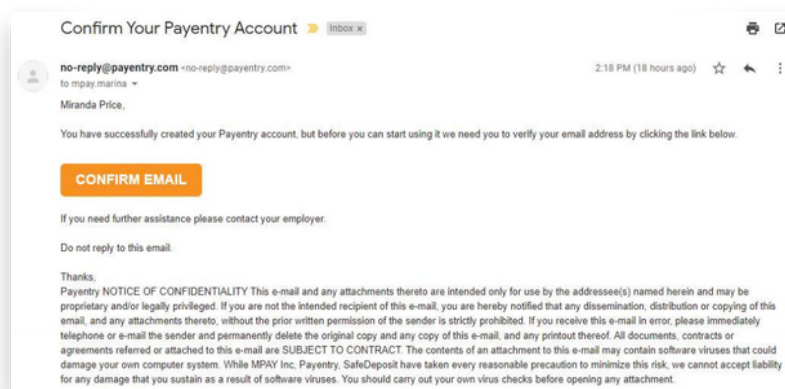 Confirm Your Payentry Account
Inbox x
no-reply@payentry.com <no-reply@payentry.com>
2:18 PM (18 hours ago)
to mpay.marina
Miranda Price,
You have successfully created your Payentry account, but before you can start using it we need you to verify your email address by clicking the link below.
CONFIRM EMAIL
If you need further assistance please contact your employer.
Do not reply to this email.
Thanks,
Payentry NOTICE OF CONFIDENTIALITY This e-mail and any attachments thereto are intended only for use by the addressee(s) named herein and may be
proprietary and/or legally privileged. If you are not the intended recipient of this e-mail, you are hereby notified that any dissemination, distribution or copying of this
email, and any attachments thereto, without the prior written permission of the sender is strictly prohibited. If you receive this e-mail in error, please immediately
telephone or e-mail the sender and permanently delete the original copy and any copy of this e-mail, and any printout thereof. All documents, contracts or
agreements referred or attached to this e-mail are SUBJECT TO CONTRACT. The contents of an attachment to this e-mail may contain software viruses that could
damage your own computer system. While MPAY Inc, Payentry, SafeDeposit have taken every reasonable precaution to minimize this risk, we cannot accept liability
for any damage that you sustain as a result of software viruses. You should carry out your own virus checks before opening any attachment.